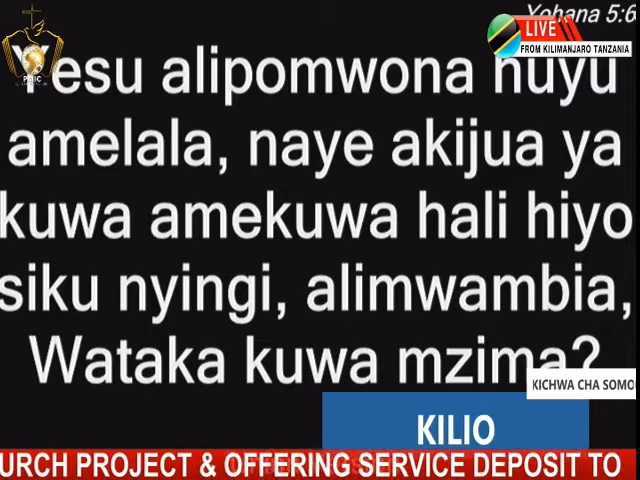 Yohana 5:6
LIVE
FROM KILIMANJARO TANZANIA
PMIC
Yesu alipomwona huyu
amelala, naye akijua ya
kuwa amekuwa hali hiyo
siku nyingi, alimwambia,
Wataka kuwa mzima?
KICHWA CHA SOMO
KILIO
URCH PROJECT & OFFERING SERVICE DEPOSIT TO